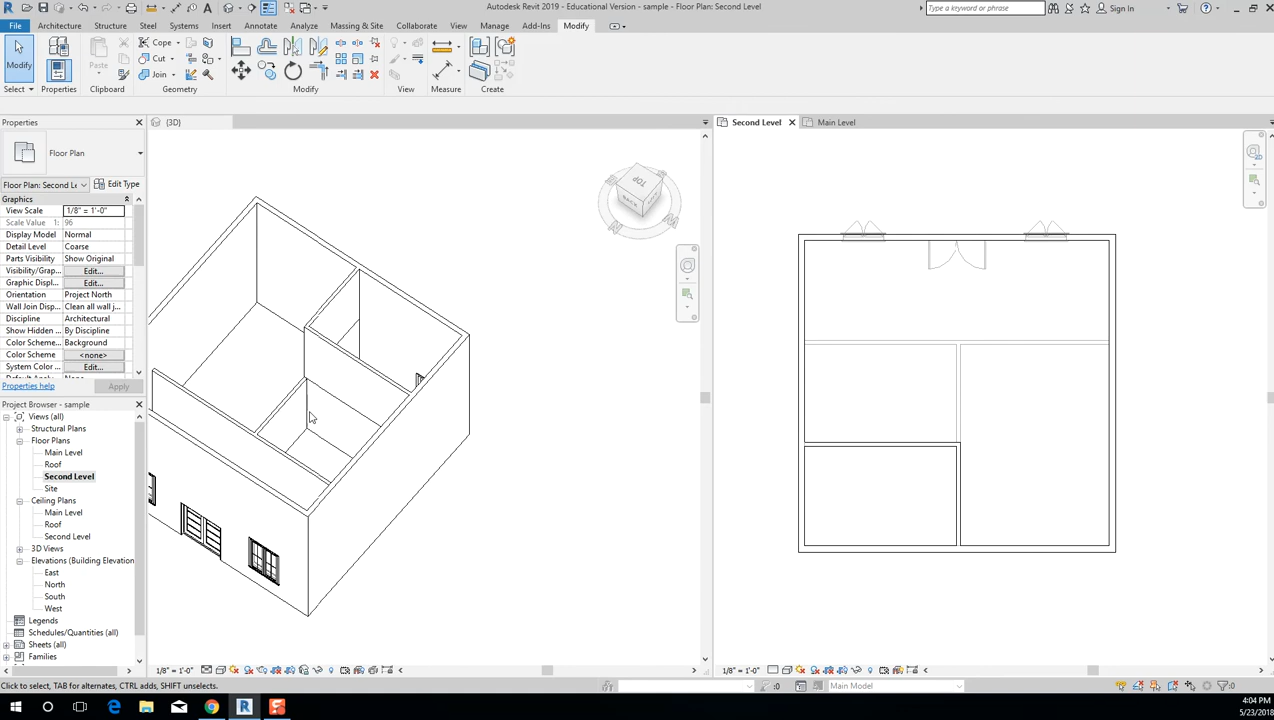 Autodesk Revit 2019 - Educational Version - sample - Floor Plan: Second Level
Type a keyword or phrase
Sign In
File Architecture Structure Steel Systems Insert Annotate Analyze Massing & Site Collaborate View Manage Add-Ins Modify
Modify Properties Paste Cope Cut Join
Select Properties Clipboard Geometry Modify View Measure Create
Properties
{3D}
Second Level
Main Level
Floor Plan
Floor Plan: Second Le
Edit Type
Graphics
View Scale 1/8" = 1'-0"
Scale Value 1: 96
Display Model Normal
Detail Level Coarse
Parts Visibility Show Original
Visibility/Grap... Edit...
Graphic Displ... Edit...
Orientation Project North
Wall Join Disp... Clean all wall j...
Discipline Architectural
Show Hidden ... By Discipline
Color Scheme... Background
Color Scheme <none>
System Color ... Edit...
Default Analy...
Properties help
Apply
Project Browser - sample
Views (all)
Structural Plans
Floor Plans
Main Level
Roof
Second Level
Site
Ceiling Plans
Main Level
Roof
Second Level
3D Views
Elevations (Building Elevation
East
North
South
West
Legends
Schedules/Quantities (all)
Sheets (all)
Families
TOP
BACK
1/8" = 1'-0"
1/8" = 1'-0"
Click to select, TAB for alternates, CTRL adds, SHIFT unselects.
:0
Main Model
:0
4:04 PM
5/23/2018